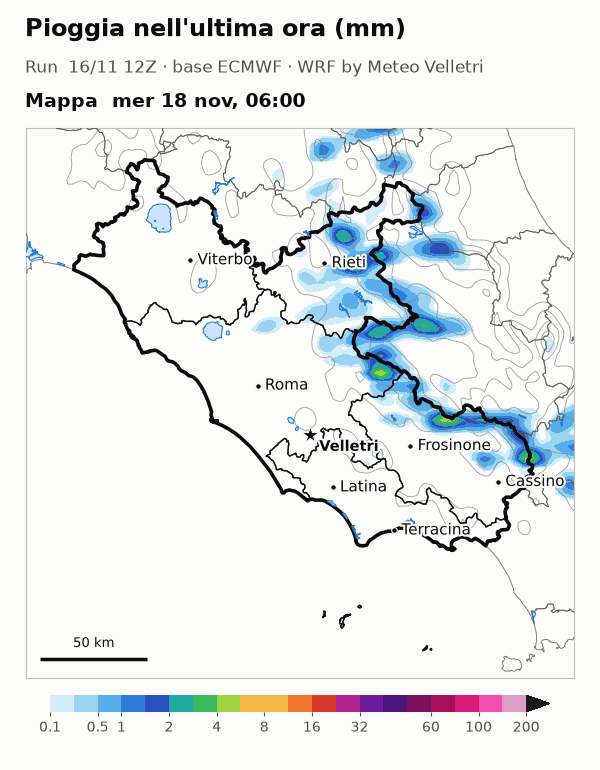 Pioggia nell'ultima ora (mm)
Run  16/11 12Z · base ECMWF · WRF by Meteo Velletri
Mappa  mer 18 nov, 06:00
Viterbo
Rieti
Roma
Velletri
Frosinone
Latina
Cassino
Terracina
50 km
0.1 0.5 1 2 4 8 16 32 60 100 200